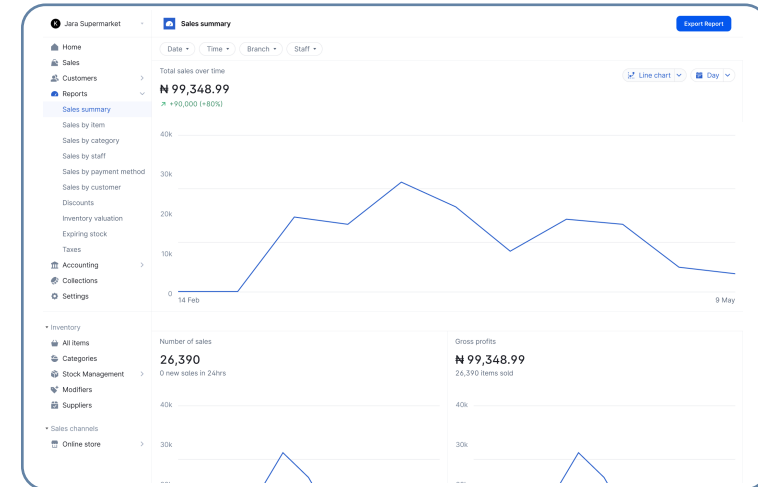 K Jara Supermarket
Sales summary
Export Report
Home
Sales
Customers
Reports
Sales summary
Sales by item
Sales by category
Sales by staff
Sales by payment method
Sales by customer
Discounts
Inventory valuation
Expiring stock
Taxes
Accounting
Collections
Settings
Inventory
All items
Categories
Stock Management
Modifiers
Suppliers
Sales channels
Online store
Date Time Branch Staff
Total sales over time
₦ 99,348.99
+90,000 (+80%)
Line chart Day
40k
30k
20k
10k
0
14 Feb 9 May
Number of sales
26,390
0 new sales in 24hrs
40k
30k
Gross profits
₦ 99,348.99
26,390 items sold
40k
30k